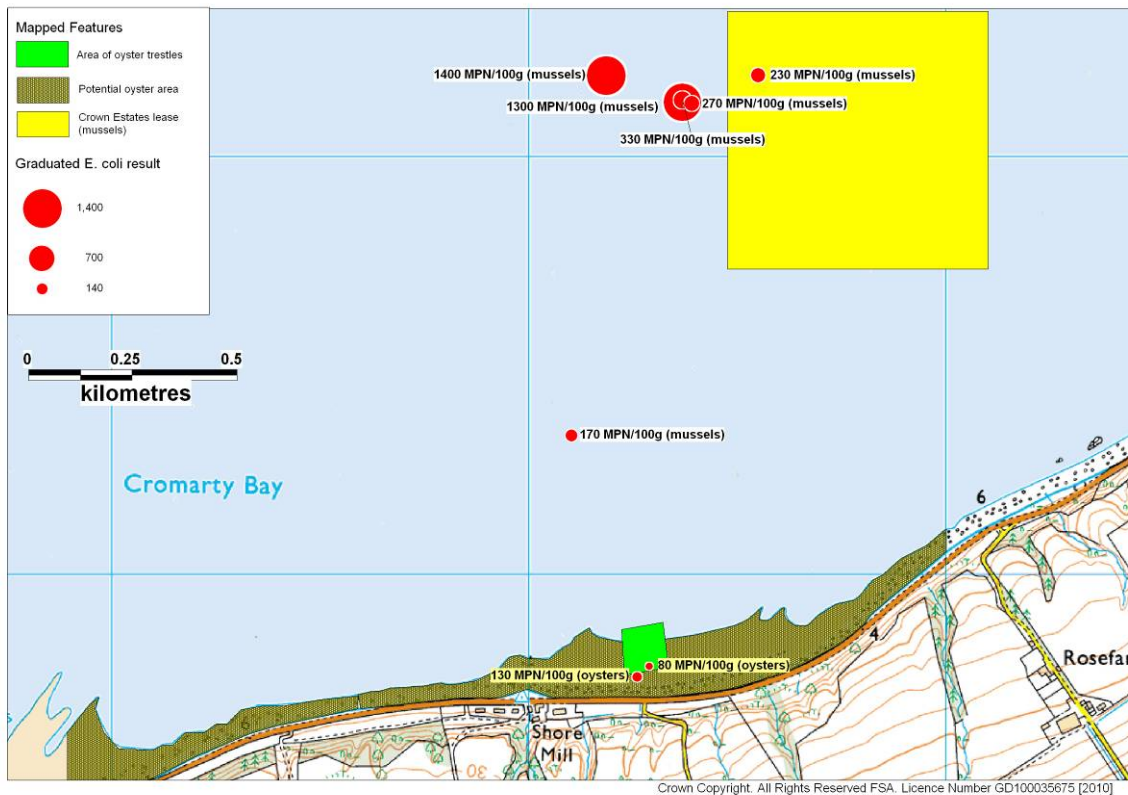 Mapped Features
Area of oyster trestles
Potential oyster area
Crown Estates lease
(mussels)
Graduated E. coli result
1,400
700
140
0 0.25 0.5
kilometres
1400 MPN/100g (mussels)
230 MPN/100g (mussels)
1300 MPN/100g (mussels)
270 MPN/100g (mussels)
330 MPN/100g (mussels)
170 MPN/100g (mussels)
Cromarty Bay
6
4
80 MPN/100g (oysters)
130 MPN/100g (oysters)
Rosefar
6
Shore
Mill
30
Crown Copyright. All Rights Reserved FSA. Licence Number GD100035675 [2010]